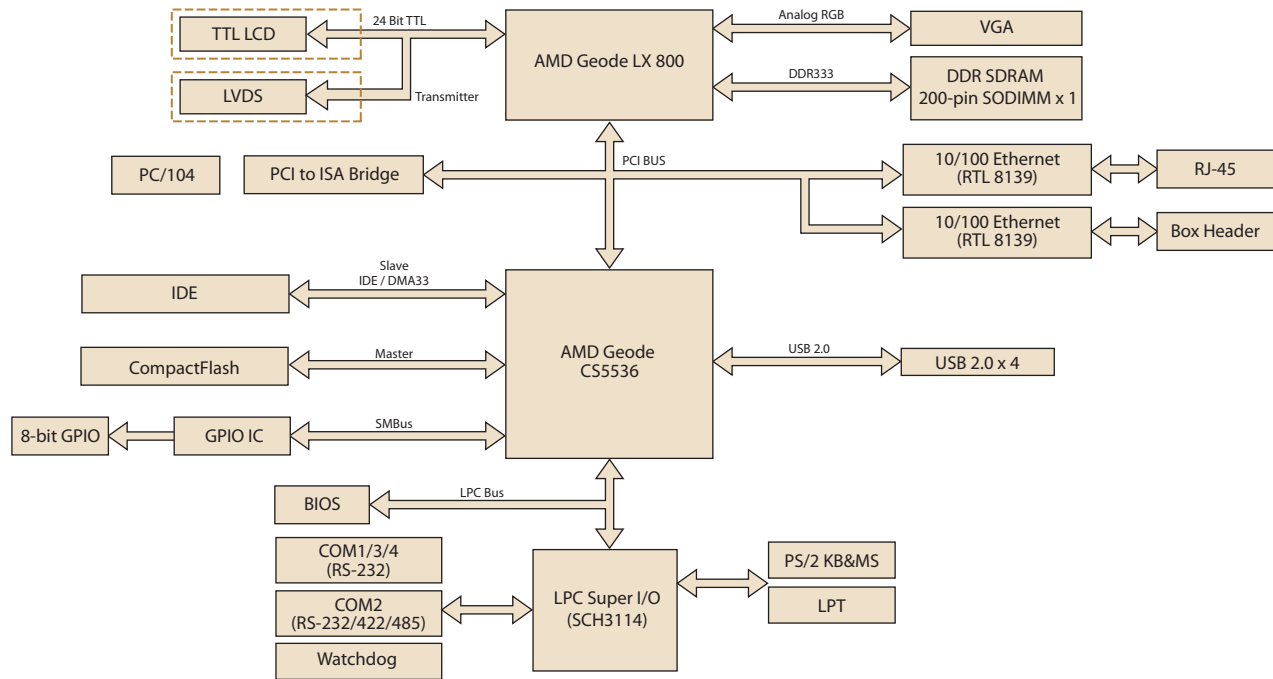 TTL LCD
24 Bit TTL
AMD Geode LX 800
Analog RGB
VGA
LVDS
Transmitter
DDR333
DDR SDRAM
200-pin SODIMM x 1
PC/104
PCI to ISA Bridge
PCI BUS
10/100 Ethernet
(RTL 8139)
RJ-45
10/100 Ethernet
(RTL 8139)
Box Header
IDE
Slave
IDE / DMA33
AMD Geode
CS5536
CompactFlash
Master
USB 2.0
USB 2.0 x 4
8-bit GPIO
GPIO IC
SMBus
BIOS
LPC Bus
COM1/3/4
(RS-232)
COM2
(RS-232/422/485)
Watchdog
LPC Super I/O
(SCH3114)
PS/2 KB&MS
LPT